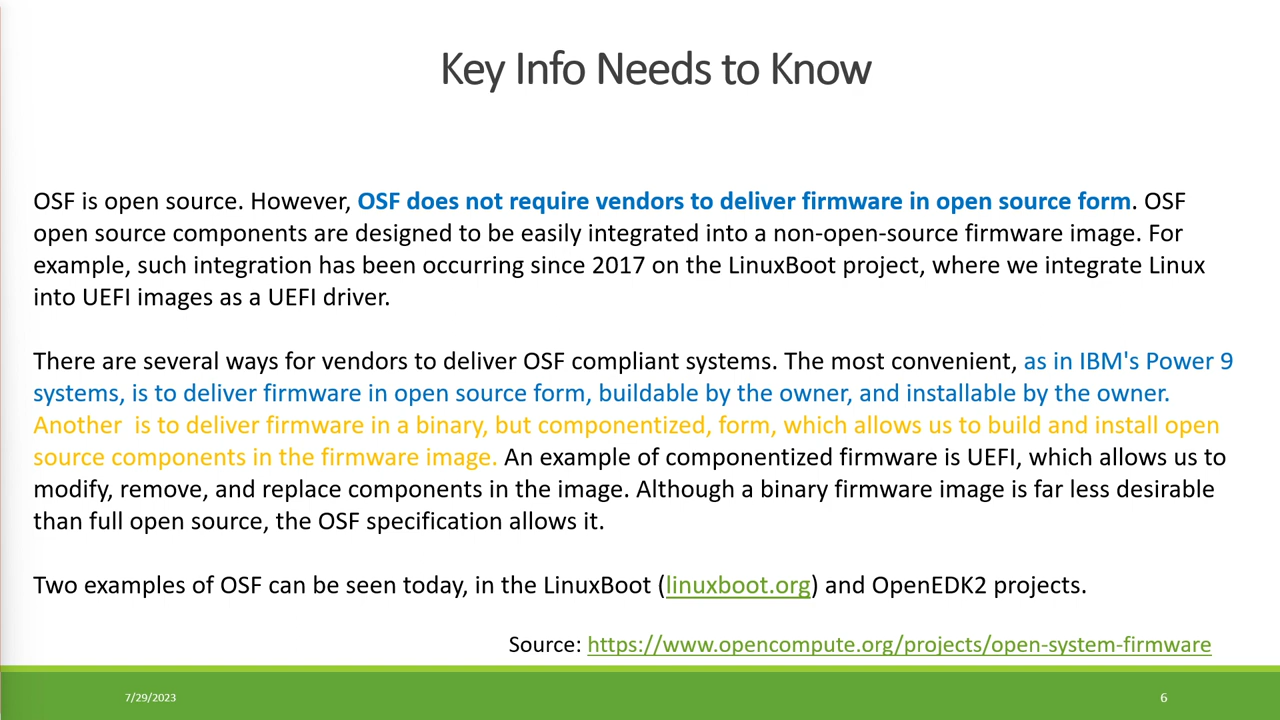 Key Info Needs to Know
OSF is open source. However, OSF does not require vendors to deliver firmware in open source form. OSF
open source components are designed to be easily integrated into a non-open-source firmware image. For
example, such integration has been occurring since 2017 on the LinuxBoot project, where we integrate Linux
into UEFI images as a UEFI driver.
There are several ways for vendors to deliver OSF compliant systems. The most convenient, as in IBM's Power 9
systems, is to deliver firmware in open source form, buildable by the owner, and installable by the owner.
Another  is to deliver firmware in a binary, but componentized, form, which allows us to build and install open
source components in the firmware image. An example of componentized firmware is UEFI, which allows us to
modify, remove, and replace components in the image. Although a binary firmware image is far less desirable
than full open source, the OSF specification allows it.
Two examples of OSF can be seen today, in the LinuxBoot (linuxboot.org) and OpenEDK2 projects.
Source: https://www.opencompute.org/projects/open-system-firmware
7/29/2023
6